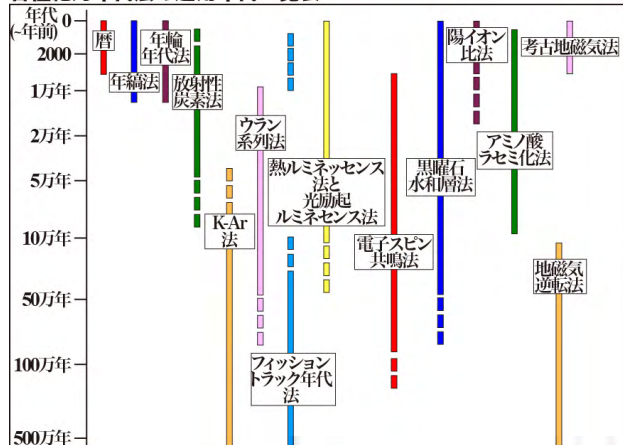 年代
(~年前)
0
2000
1万年
2万年
5万年
10万年
50万年
100万年
500万年
暦
年縞法
年輪
年代法
放射性
炭素法
K-Ar
法
ウラン
系列法
フィッション
トラック年代
法
熱ルミネッセンス
法と
光励起
ルミネセンス法
電子スピン
共鳴法
黒曜石
水和層法
陽イオン
比法
アミノ酸
ラセミ化法
地磁気
逆転法
考古地磁気法